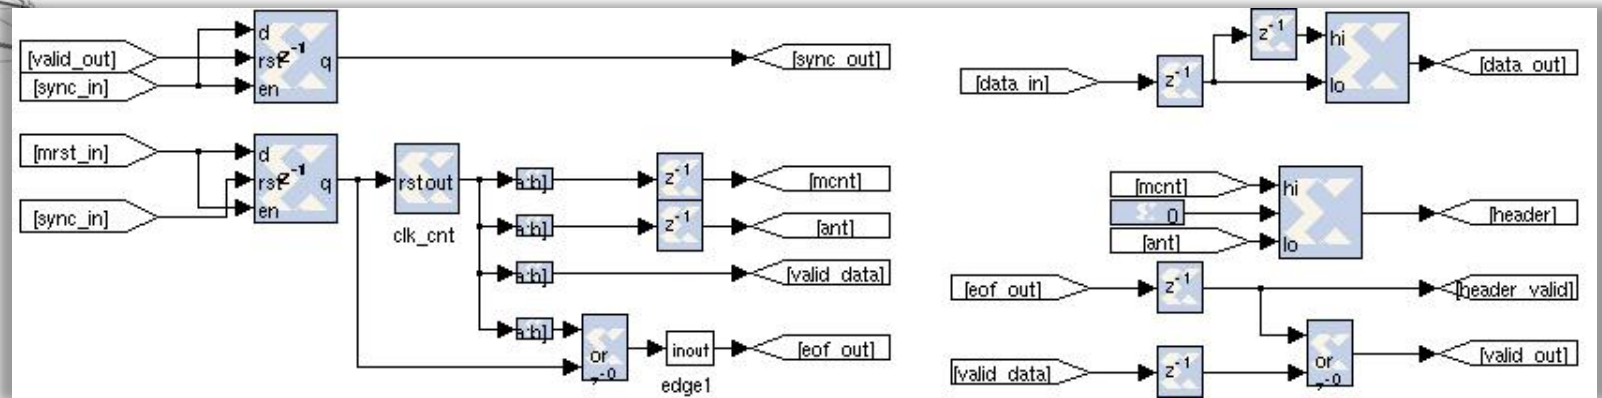 [valid_out]
[sync_in]
d
rst
en
z-1
q
[sync_out]
[mrst_in]
[sync_in]
d
rst
en
z-1
q
rst out
clk_cnt
[a:b]
z-1
[mcnt]
[a:b]
z-1
[ant]
[a:b]
[valid_data]
[a:b]
or
z-0
in out
edge1
[eof_out]
[data_in]
z-1
z-1
hi
lo
[data_out]
[mcnt]
0
[ant]
hi
lo
[header]
[eof_out]
z-1
[header_valid]
[valid_data]
z-1
or
z-0
[valid_out]